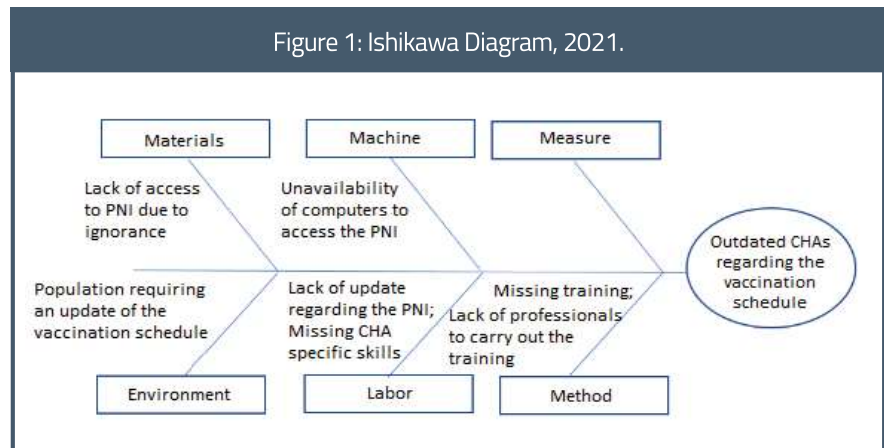 Figure 1: Ishikawa Diagram, 2021.
Materials
Machine
Measure
Lack of access
to PNI due to
ignorance
Unavailability
of computers to
access the PNI
Outdated CHAs
regarding the
vaccination
schedule
Population requiring
an update of the
vaccination schedule
Lack of update
regarding the PNI;
Missing CHA
specific skills
Missing training;
Lack of professionals
to carry out the
training
Environment
Labor
Method